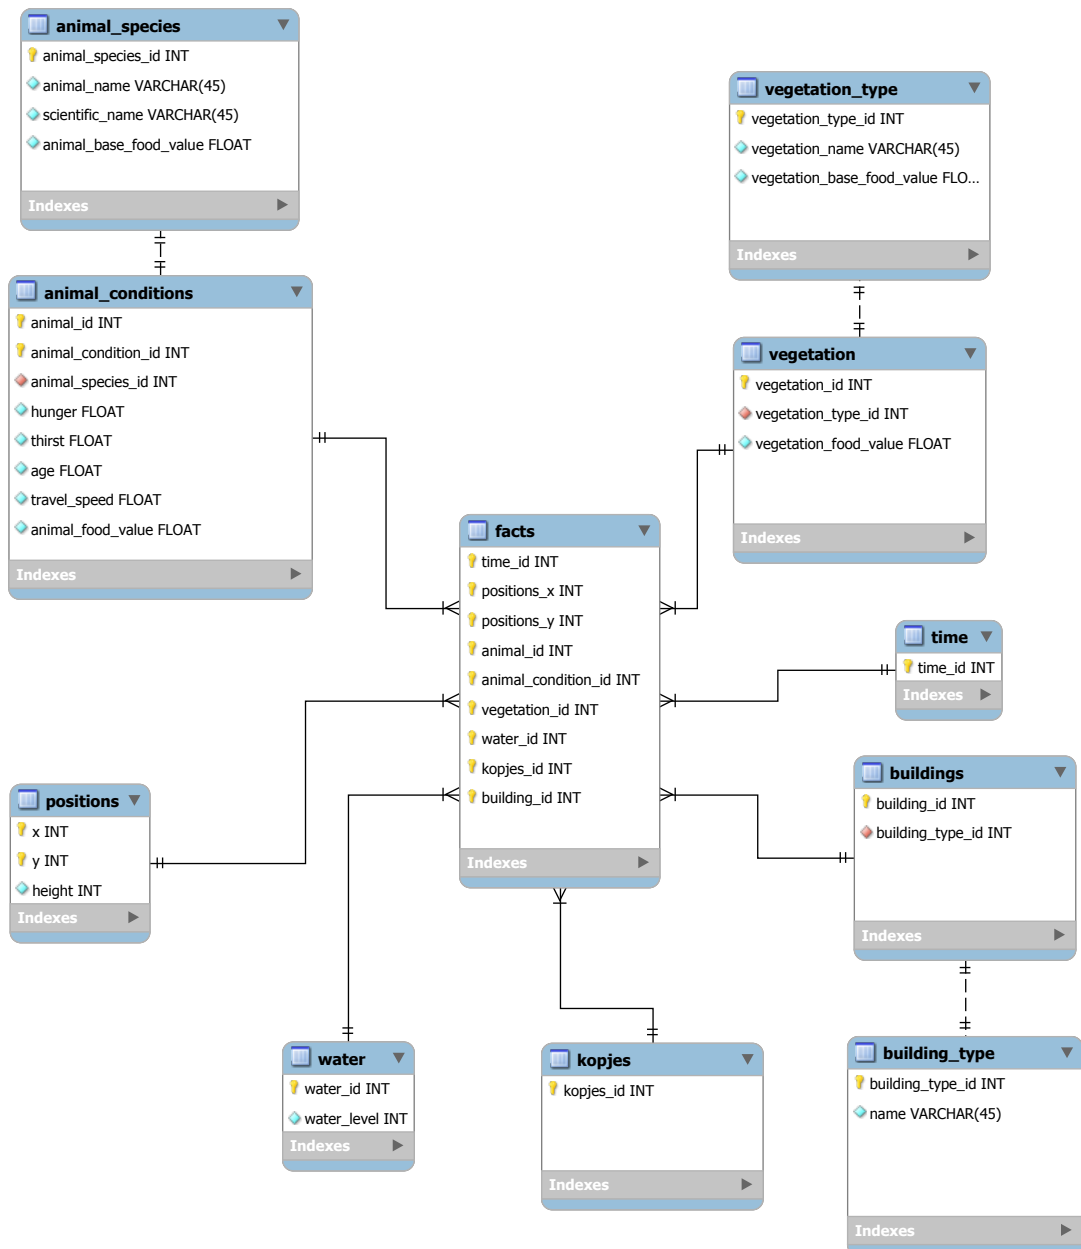 animal_species
animal_species_id INT
animal_name VARCHAR(45)
scientific_name VARCHAR(45)
animal_base_food_value FLOAT
Indexes
vegetation_type
vegetation_type_id INT
vegetation_name VARCHAR(45)
vegetation_base_food_value FLO...
Indexes
animal_conditions
animal_id INT
animal_condition_id INT
animal_species_id INT
hunger FLOAT
thirst FLOAT
age FLOAT
travel_speed FLOAT
animal_food_value FLOAT
Indexes
vegetation
vegetation_id INT
vegetation_type_id INT
vegetation_food_value FLOAT
Indexes
facts
time_id INT
positions_x INT
positions_y INT
animal_id INT
animal_condition_id INT
vegetation_id INT
water_id INT
kopjes_id INT
building_id INT
Indexes
time
time_id INT
Indexes
positions
x INT
y INT
height INT
Indexes
buildings
building_id INT
building_type_id INT
Indexes
water
water_id INT
water_level INT
Indexes
kopjes
kopjes_id INT
Indexes
building_type
building_type_id INT
name VARCHAR(45)
Indexes